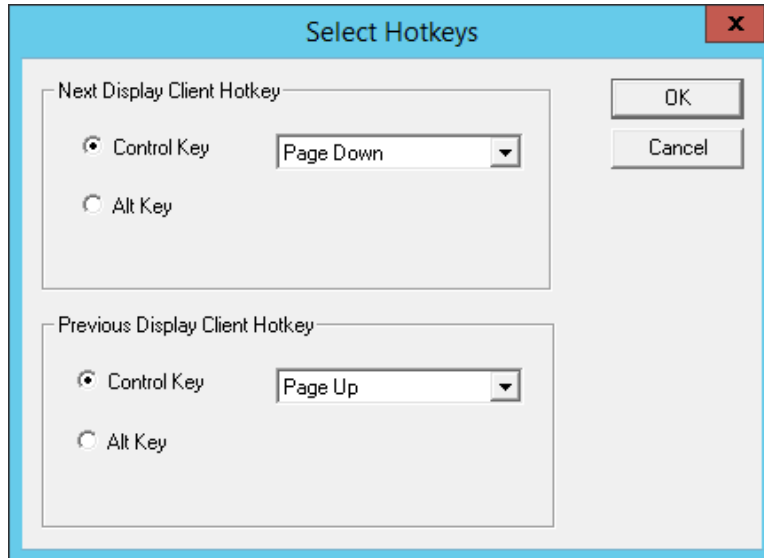 Select Hotkeys
x
Next Display Client Hotkey
Control Key Page Down
Alt Key
OK
Cancel
Previous Display Client Hotkey
Control Key Page Up
Alt Key